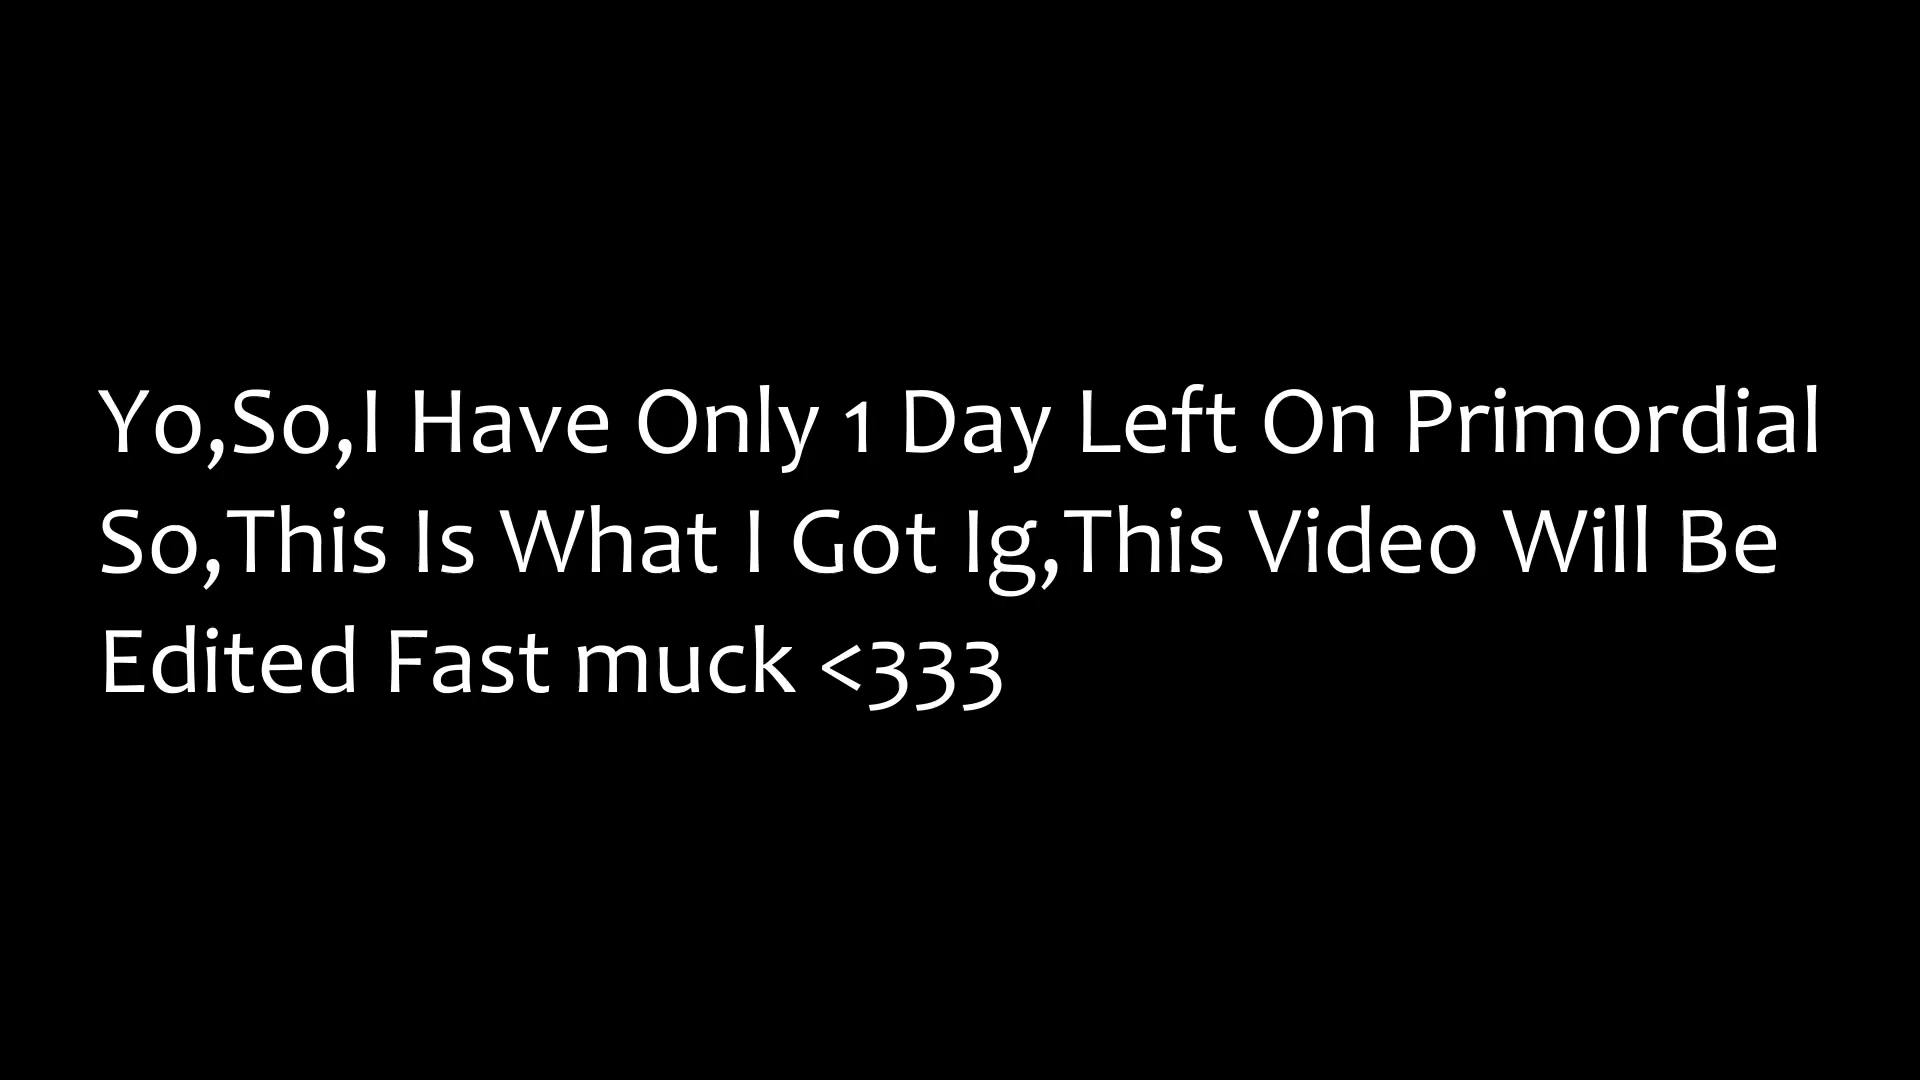 Yo,So,I Have Only 1 Day Left On Primordial
So,This Is What I Got Ig,This Video Will Be
Edited Fast muck <333